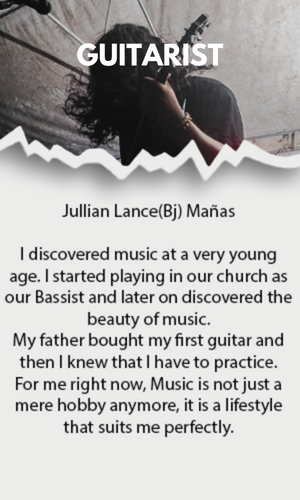 GUITARIST
Jullian Lance(Bj) Mañas
I discovered music at a very young
age. I started playing in our church as
our Bassist and later on discovered the
beauty of music.
My father bought my first guitar and
then I knew that I have to practice.
For me right now, Music is not just a
mere hobby anymore, it is a lifestyle
that suits me perfectly.